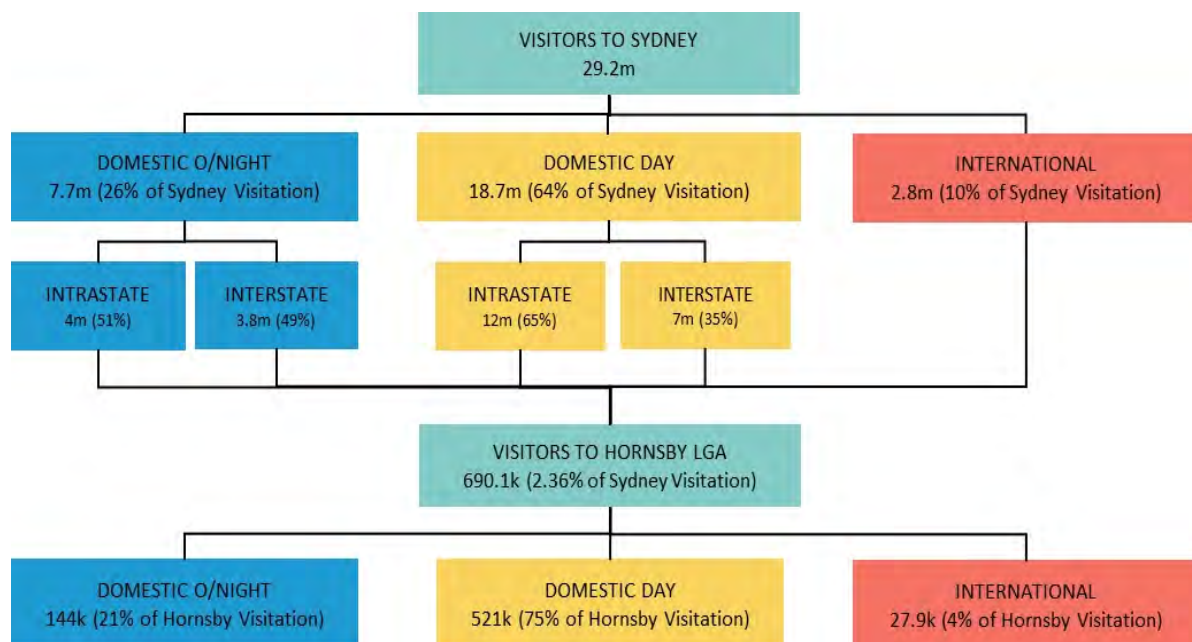 VISITORS TO SYDNEY
29.2m
DOMESTIC O/NIGHT
7.7m (26% of Sydney Visitation)
DOMESTIC DAY
18.7m (64% of Sydney Visitation)
INTERNATIONAL
2.8m (10% of Sydney Visitation)
INTRASTATE
4m (51%)
INTERSTATE
3.8m (49%)
INTRASTATE
12m (65%)
INTERSTATE
7m (35%)
VISITORS TO HORNSBY LGA
690.1k (2.36% of Sydney Visitation)
DOMESTIC O/NIGHT
144k (21% of Hornsby Visitation)
DOMESTIC DAY
521k (75% of Hornsby Visitation)
INTERNATIONAL
27.9k (4% of Hornsby Visitation)